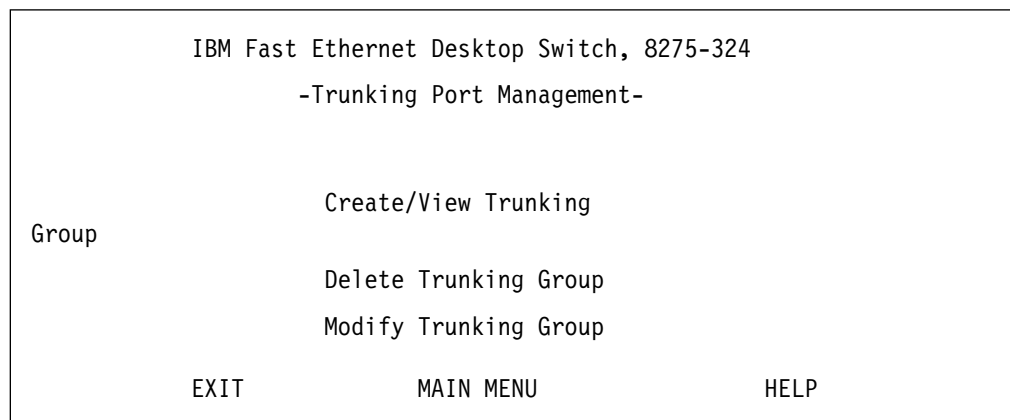 IBM Fast Ethernet Desktop Switch, 8275-324
-Trunking Port Management-
Create/View Trunking
Group
Delete Trunking Group
Modify Trunking Group
EXIT MAIN MENU HELP